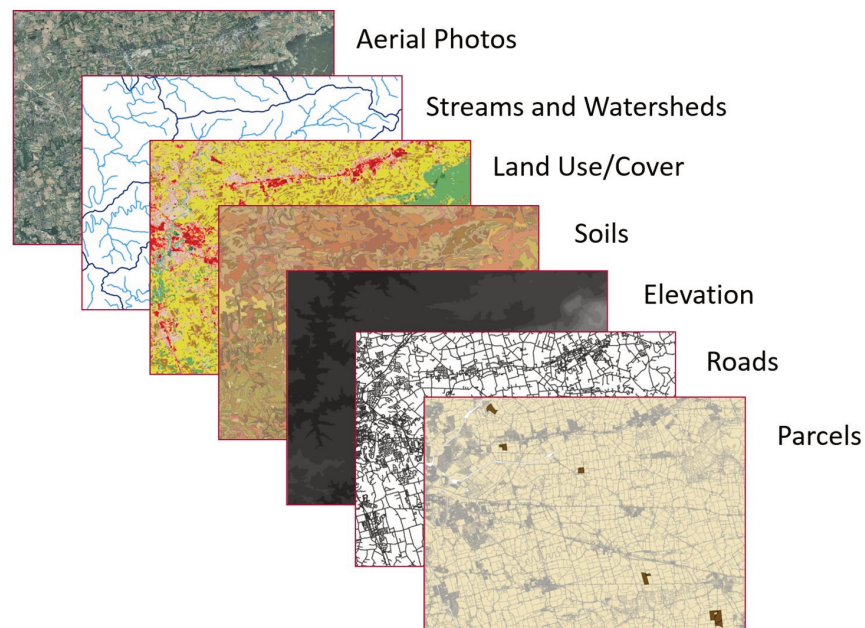 Aerial Photos
Streams and Watersheds
Land Use/Cover
Soils
Elevation
Roads
Parcels